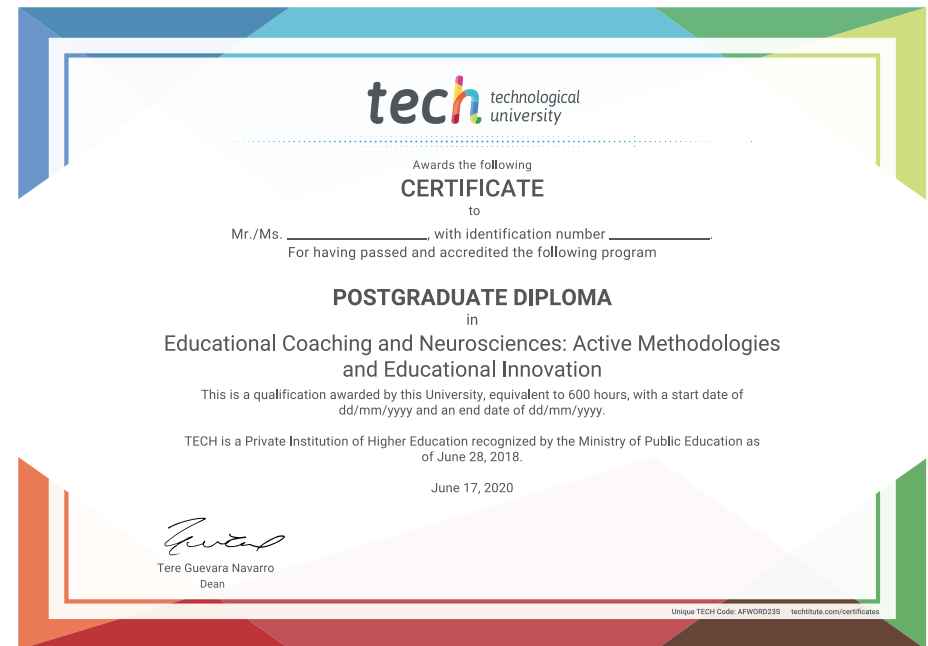 tech technological
university
Awards the following
CERTIFICATE
to
Mr./Ms. ____________________, with identification number ______________.
For having passed and accredited the following program
POSTGRADUATE DIPLOMA
in
Educational Coaching and Neurosciences: Active Methodologies
and Educational Innovation
This is a qualification awarded by this University, equivalent to 600 hours, with a start date of
dd/mm/yyyy and an end date of dd/mm/yyyy.
TECH is a Private Institution of Higher Education recognized by the Ministry of Public Education as
of June 28, 2018.
June 17, 2020
Tere Guevara Navarro
Dean
Unique TECH Code: AFWORD23S techtitute.com/certificates